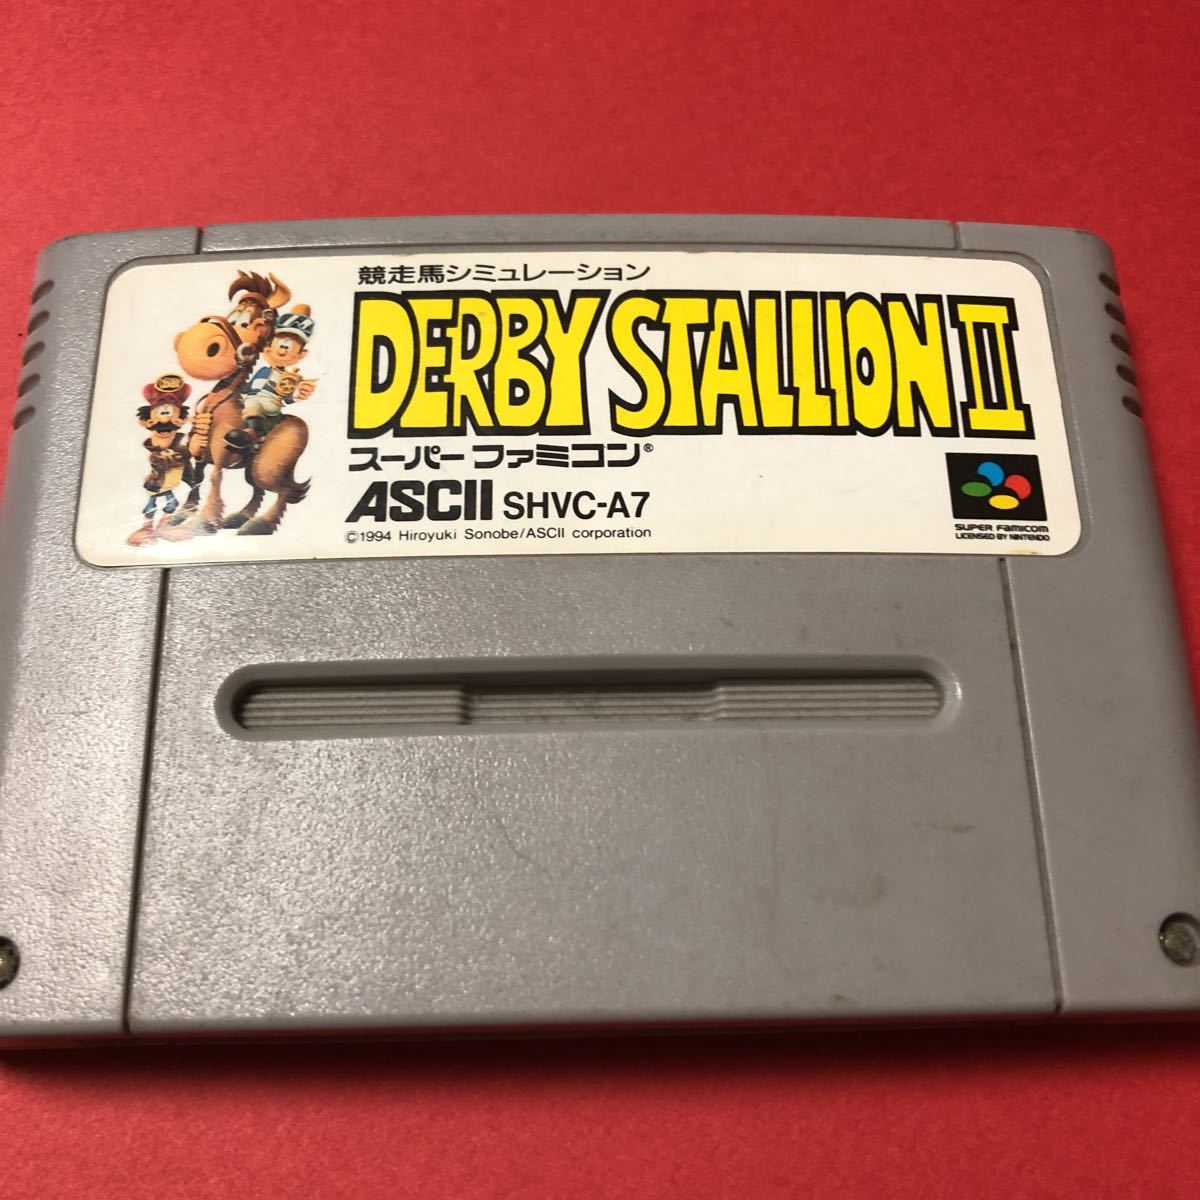 競走馬シミュレーション
DERBY STALLION II
スーパーファミコン®
ASCII SHVC-A7
©1994 Hiroyuki Sonobe/ASCII corporation
SUPER FAMICOM
LICENSED BY NINTENDO